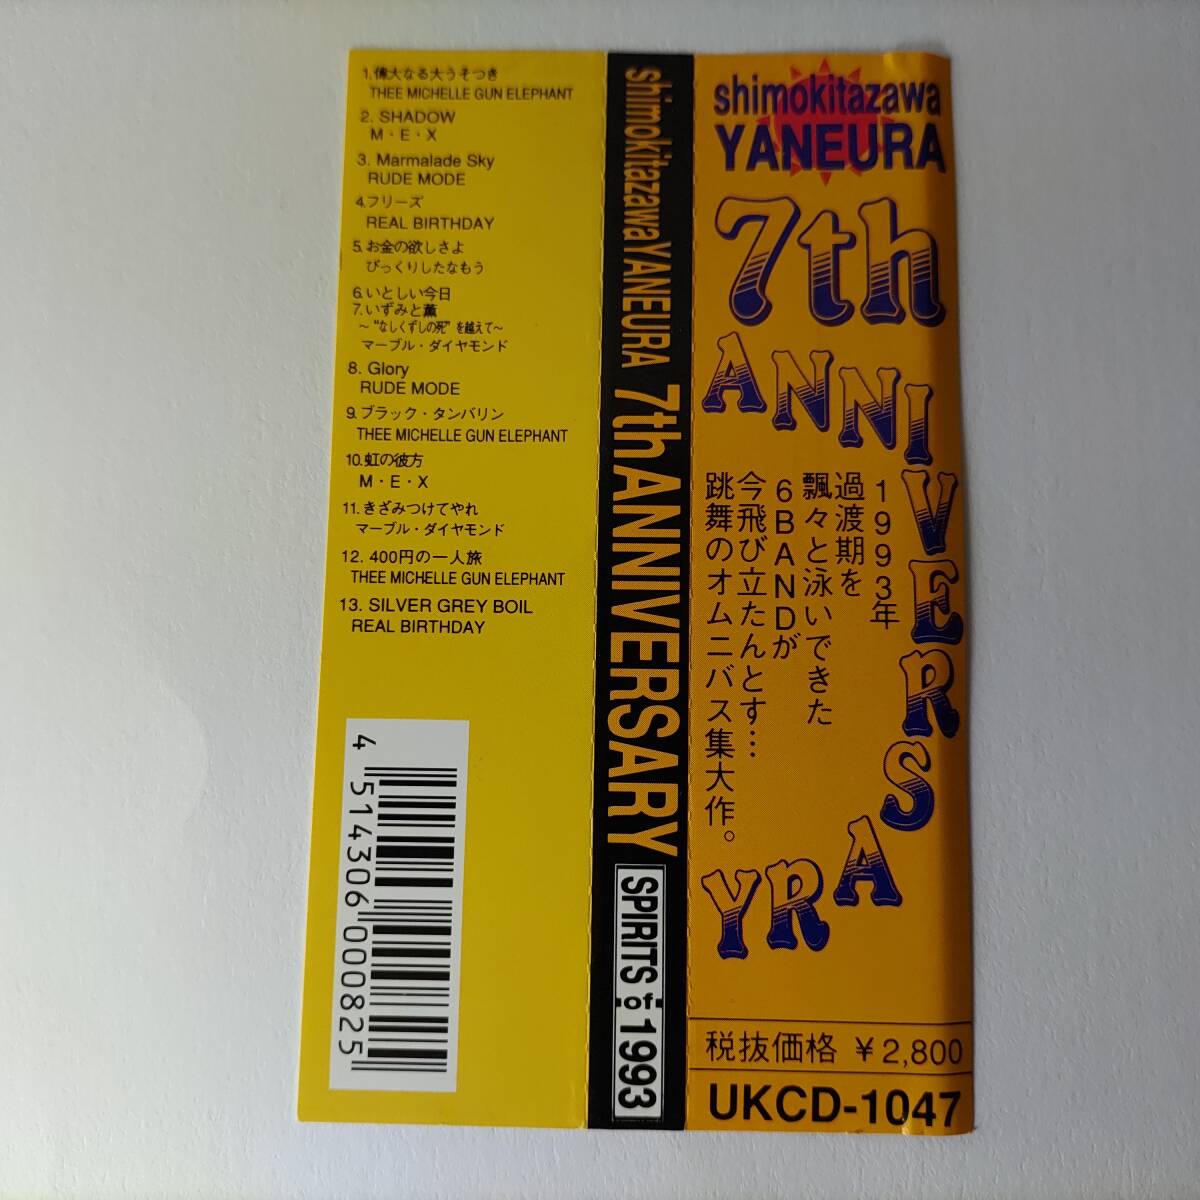 1.偉大なる大うそつき
THEE MICHELLE GUN ELEPHANT
2. SHADOW
M・E・X
3. Marmalade Sky
RUDE MODE
4.フリーズ
REAL BIRTHDAY
5.お金の欲しさよ
びっくりしたなもう
6.いとしい今日
7.いずみと薫
～“なしくずしの死”を越えて～
マーブル・ダイヤモンド
8. Glory
RUDE MODE
9.ブラック・タンバリン
THEE MICHELLE GUN ELEPHANT
10.虹の彼方
M・E・X
11.きざみつけてやれ
マーブル・ダイヤモンド
12. 400円の一人旅
THEE MICHELLE GUN ELEPHANT
13. SILVER GREY BOIL
REAL BIRTHDAY
4 514306 000825
shimokitazawa YANEURA 7th ANNIVERSARY
SPIRITS of 1993
shimokitazawa
YANEURA
7th
ANNIVERSARY
1993年
過渡期を
飄々と泳いできた
6BANDが
今飛び立たんとす…
跳舞のオムニバス集大作。
税抜価格 ￥2,800
UKCD-1047